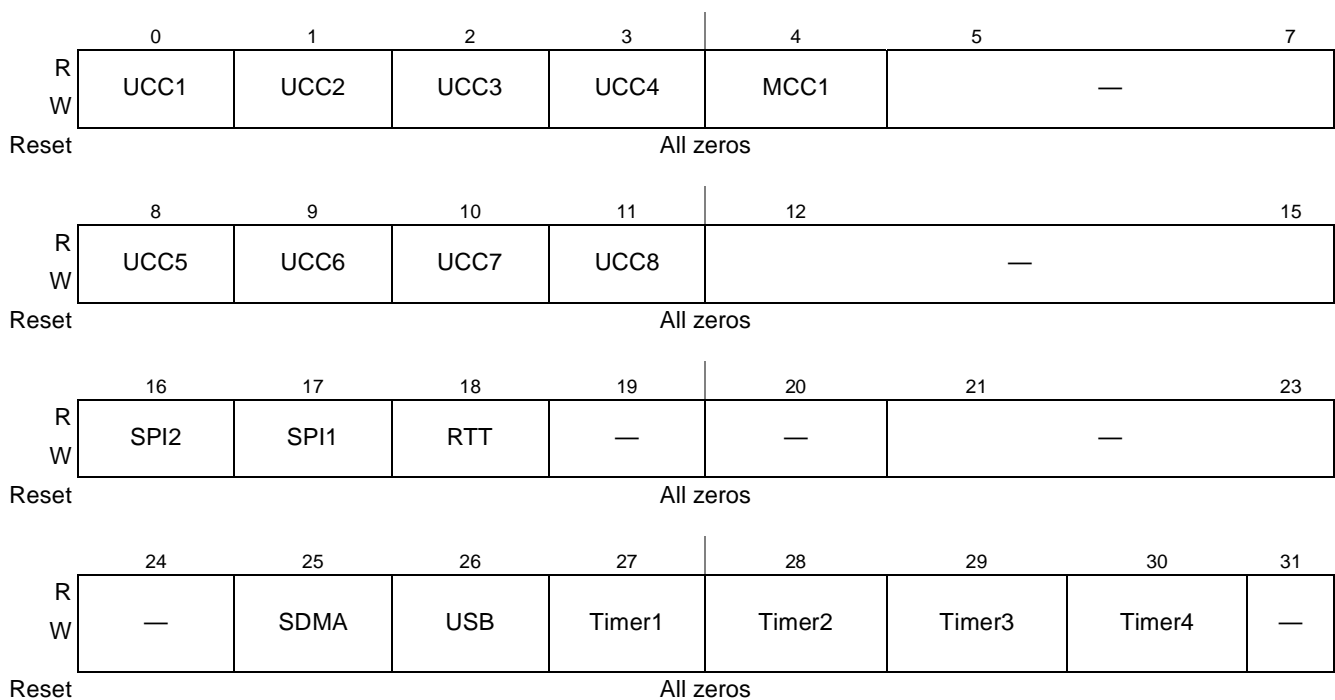 0 1 2 3 4 5 7
R
W
UCC1 UCC2 UCC3 UCC4 MCC1 —
Reset All zeros
8 9 10 11 12 15
R
W
UCC5 UCC6 UCC7 UCC8 —
Reset All zeros
16 17 18 19 20 21 23
R
W
SPI2 SPI1 RTT — — —
Reset All zeros
24 25 26 27 28 29 30 31
R
W
— SDMA USB Timer1 Timer2 Timer3 Timer4 —
Reset All zeros